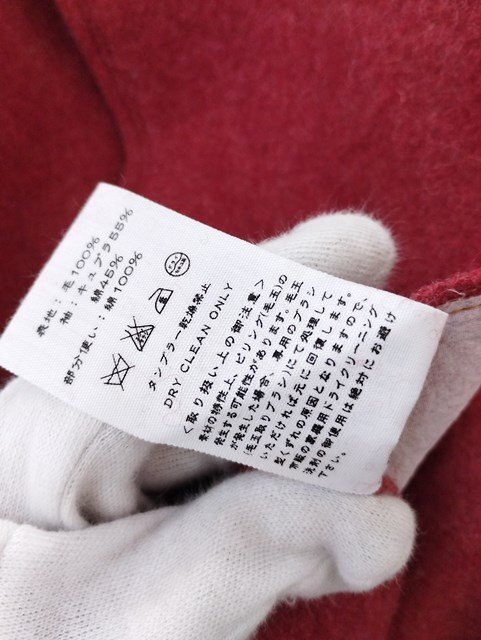 表地：毛100%
袖：キュプラ55%
綿45%
部分使い：綿100%
タンブラー乾燥禁止
DRY CLEAN ONLY
＜取り扱い上の御注意＞
素材の特性上、ピリング(毛玉)の
発生する可能性があります。毛玉
が発生した場合、専用のブラシ
(毛玉取りブラシ)にて処理して
いただければ元に回復します。
型くずれの原因となりますので、
市販の家庭用ドライクリーニング
洗剤の御使用は絶対にお避け
下さい。